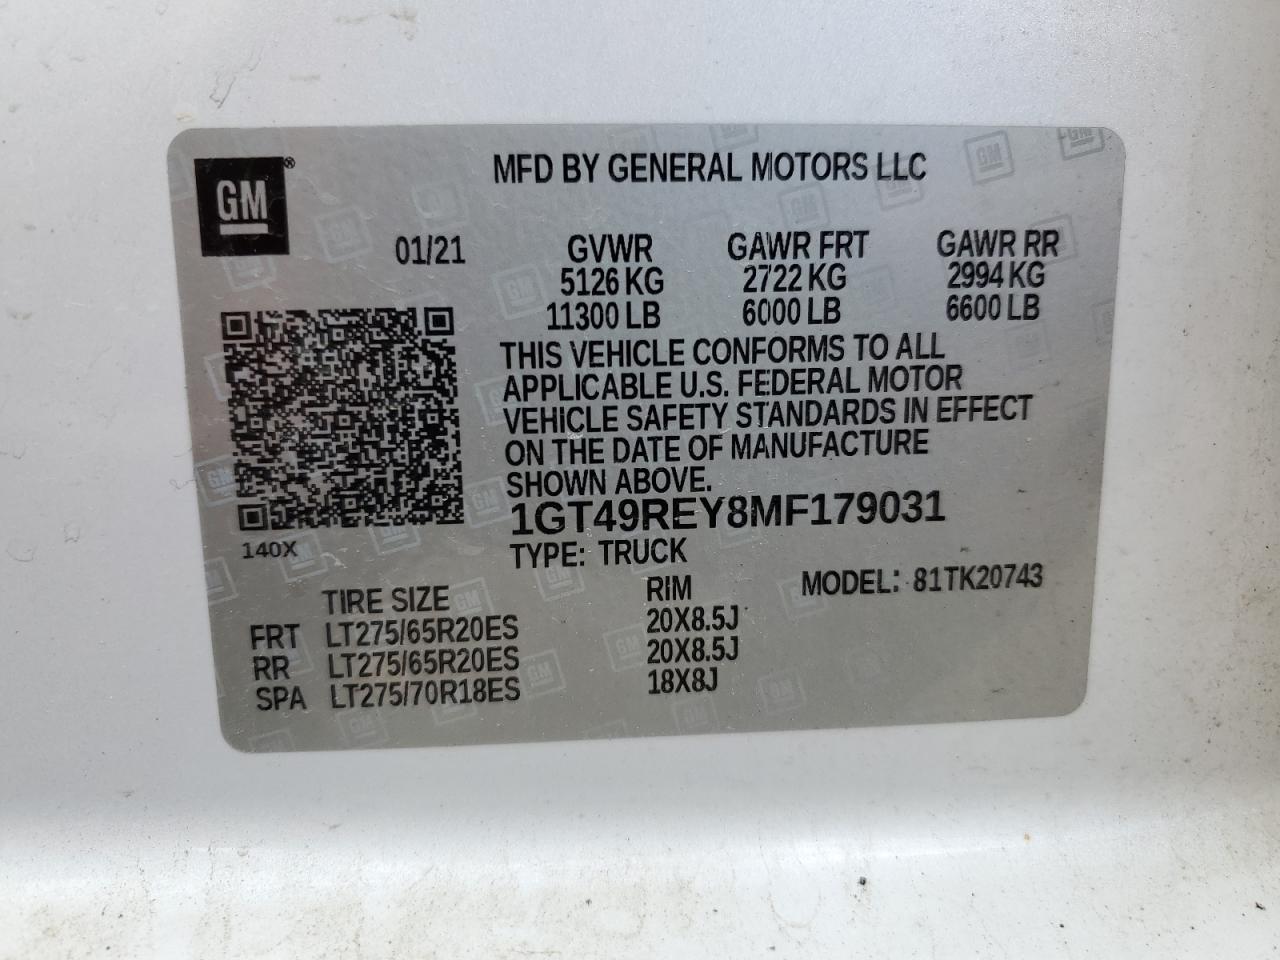 GM®
MFD BY GENERAL MOTORS LLC
01/21
GVWR GAWR FRT GAWR RR
5126 KG 2722 KG 2994 KG
11300 LB 6000 LB 6600 LB
THIS VEHICLE CONFORMS TO ALL
APPLICABLE U.S. FEDERAL MOTOR
VEHICLE SAFETY STANDARDS IN EFFECT
ON THE DATE OF MANUFACTURE
SHOWN ABOVE.
1GT49REY8MF179031
140X
TYPE: TRUCK
TIRE SIZE RIM MODEL: 81TK20743
FRT LT275/65R20ES 20X8.5J
RR LT275/65R20ES 20X8.5J
SPA LT275/70R18ES 18X8J